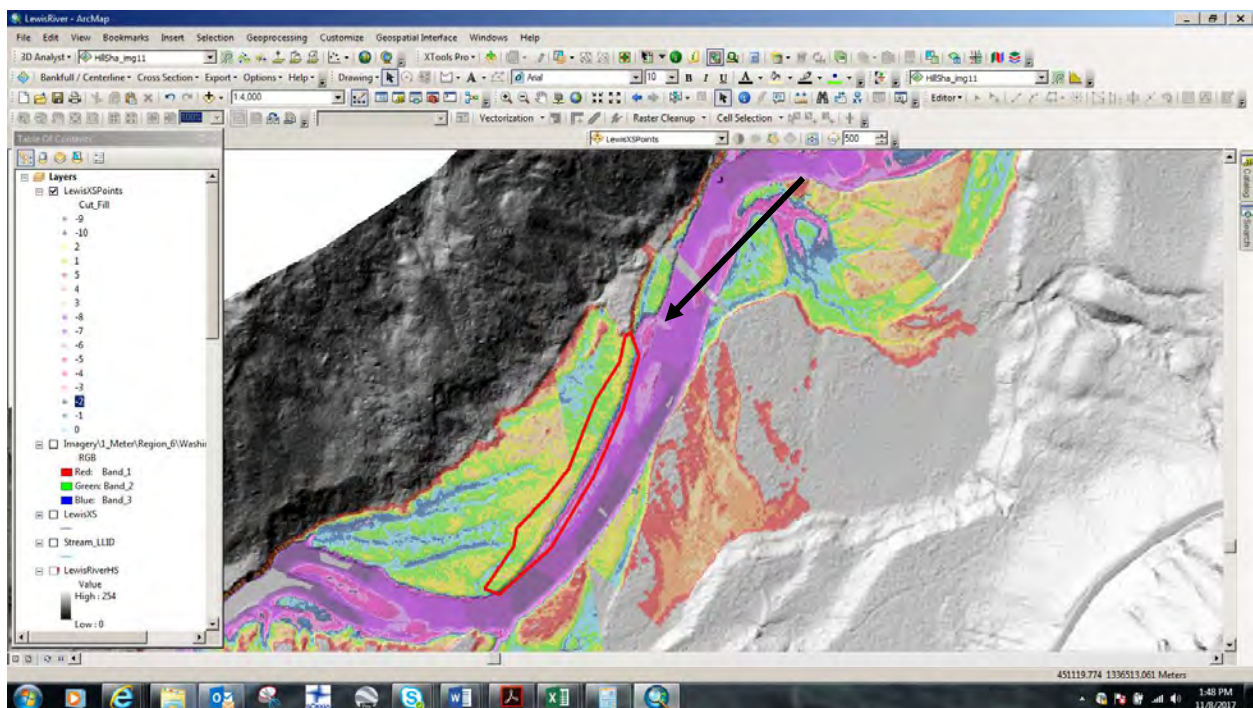 LewisRiver - ArcMap
File Edit View Bookmarks Insert Selection Geoprocessing Customize Geospatial Interface Windows Help
3D Analyst HillSha_img11 XTools Pro
Bankfull / Centerline Cross Section Export Options Help Drawing A Arial 10 B I U A HillSha_img11
1:4,000 Editor
100% Vectorization Raster Cleanup Cell Selection
LewisXSPoints 500
Table Of Contents
Layers
LewisXSPoints
Cut_Fill
-9
-10
2
1
5
4
3
-8
-7
-6
-5
-4
-3
-2
-1
0
Imagery\1_Meter\Region_6\Washi
RGB
Red: Band_1
Green: Band_2
Blue: Band_3
LewisXS
Stream_LLID
LewisRiverHS
Value
High : 254
Low : 0
Catalog
Search
451119.774 1336513.061 Meters
1:48 PM
11/8/2017